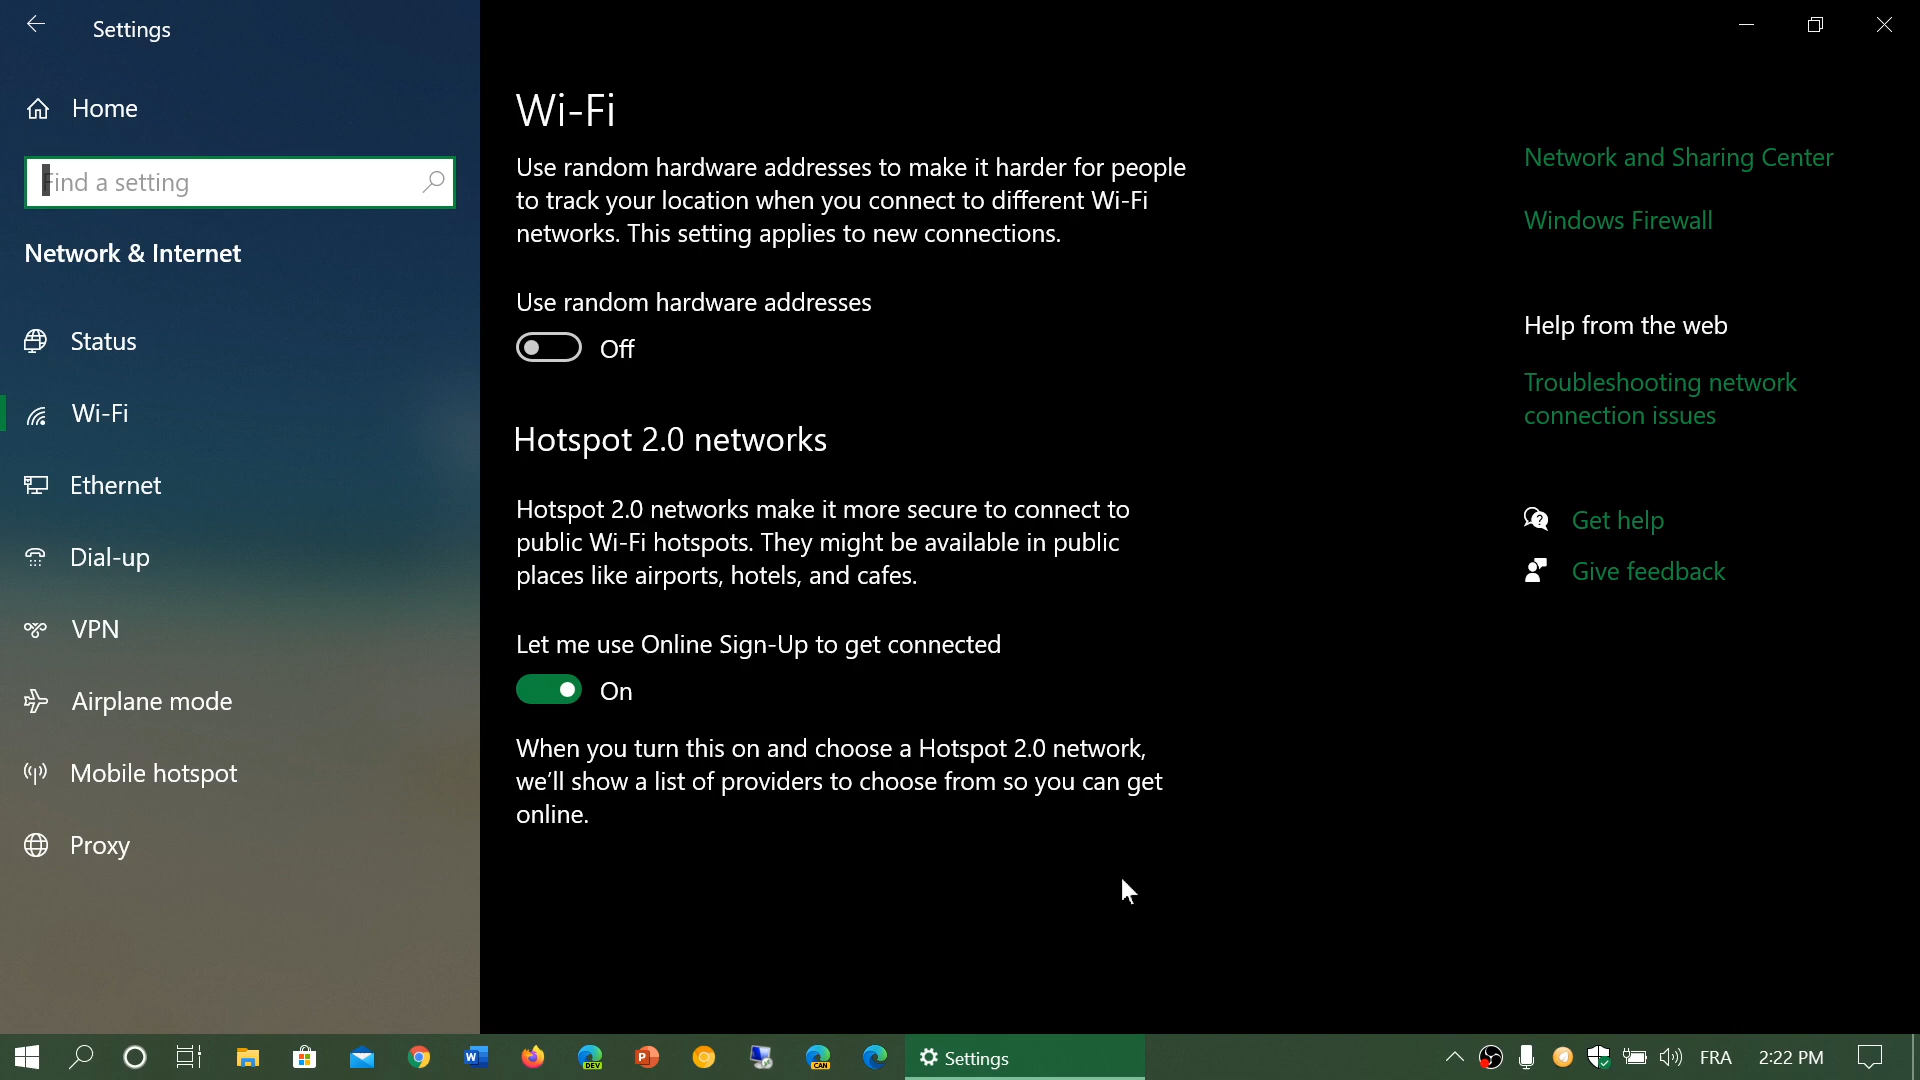 Settings
Home
Find a setting
Network & Internet
Status
Wi-Fi
Ethernet
Dial-up
VPN
Airplane mode
Mobile hotspot
Proxy
Wi-Fi
Use random hardware addresses to make it harder for people
to track your location when you connect to different Wi-Fi
networks. This setting applies to new connections.
Use random hardware addresses
Off
Hotspot 2.0 networks
Hotspot 2.0 networks make it more secure to connect to
public Wi-Fi hotspots. They might be available in public
places like airports, hotels, and cafes.
Let me use Online Sign-Up to get connected
On
When you turn this on and choose a Hotspot 2.0 network,
we'll show a list of providers to choose from so you can get
online.
Network and Sharing Center
Windows Firewall
Help from the web
Troubleshooting network
connection issues
Get help
Give feedback
W
DEV
P
CAN
Settings
FRA
2:22 PM